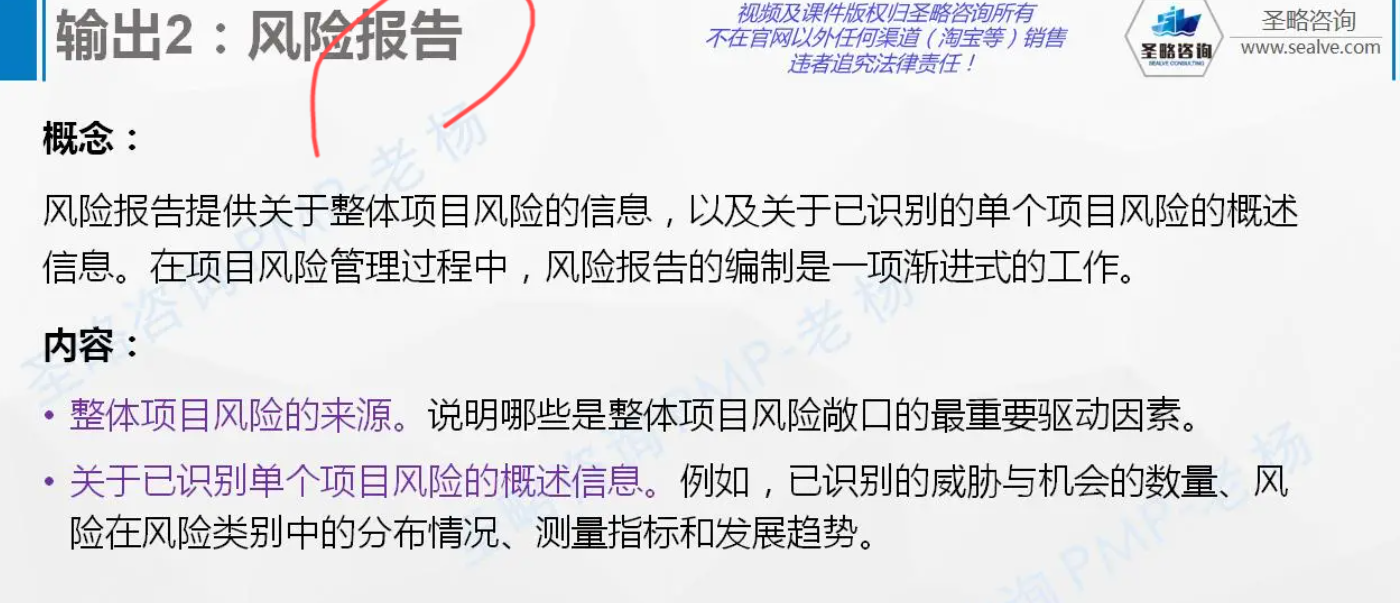 输出2：风险报告
视频及课件版权归圣略咨询所有
不在官网以外任何渠道（淘宝等）销售
违者追究法律责任！
圣略咨询
SEALVE CONSULTING
圣略咨询
www.sealve.com
概念：
风险报告提供关于整体项目风险的信息，以及关于已识别的单个项目风险的概述
信息。在项目风险管理过程中，风险报告的编制是一项渐进式的工作。
内容：
• 整体项目风险的来源。说明哪些是整体项目风险敞口的最重要驱动因素。
• 关于已识别单个项目风险的概述信息。例如，已识别的威胁与机会的数量、风
险在风险类别中的分布情况、测量指标和发展趋势。
圣略咨询 PMP-老杨
圣略咨询 PMP-老杨
询 PMP-老杨